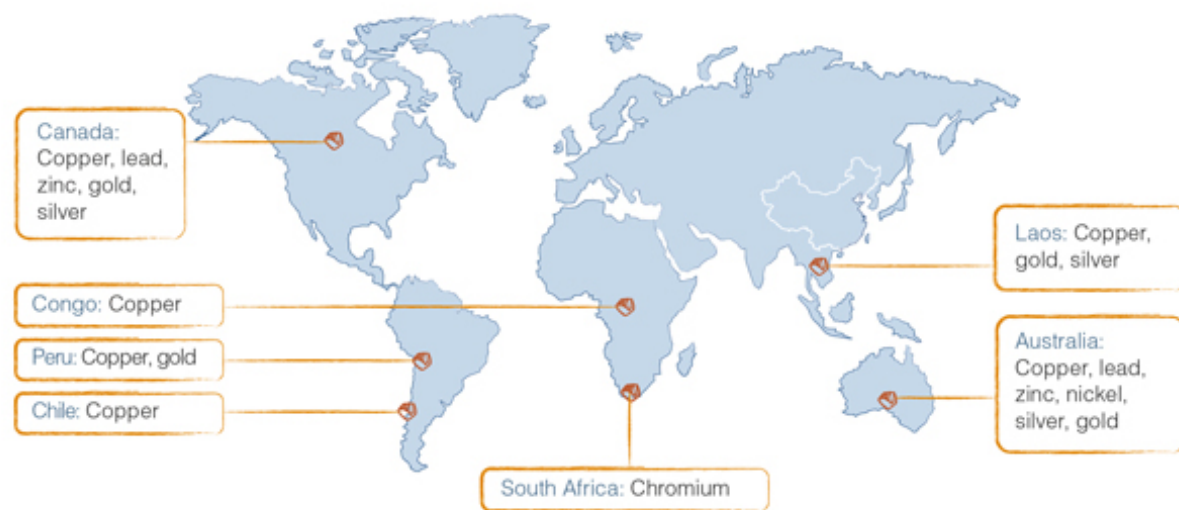 Canada:
Copper, lead,
zinc, gold,
silver
Congo: Copper
Peru: Copper, gold
Chile: Copper
South Africa: Chromium
Laos: Copper,
gold, silver
Australia:
Copper, lead,
zinc, nickel,
silver, gold